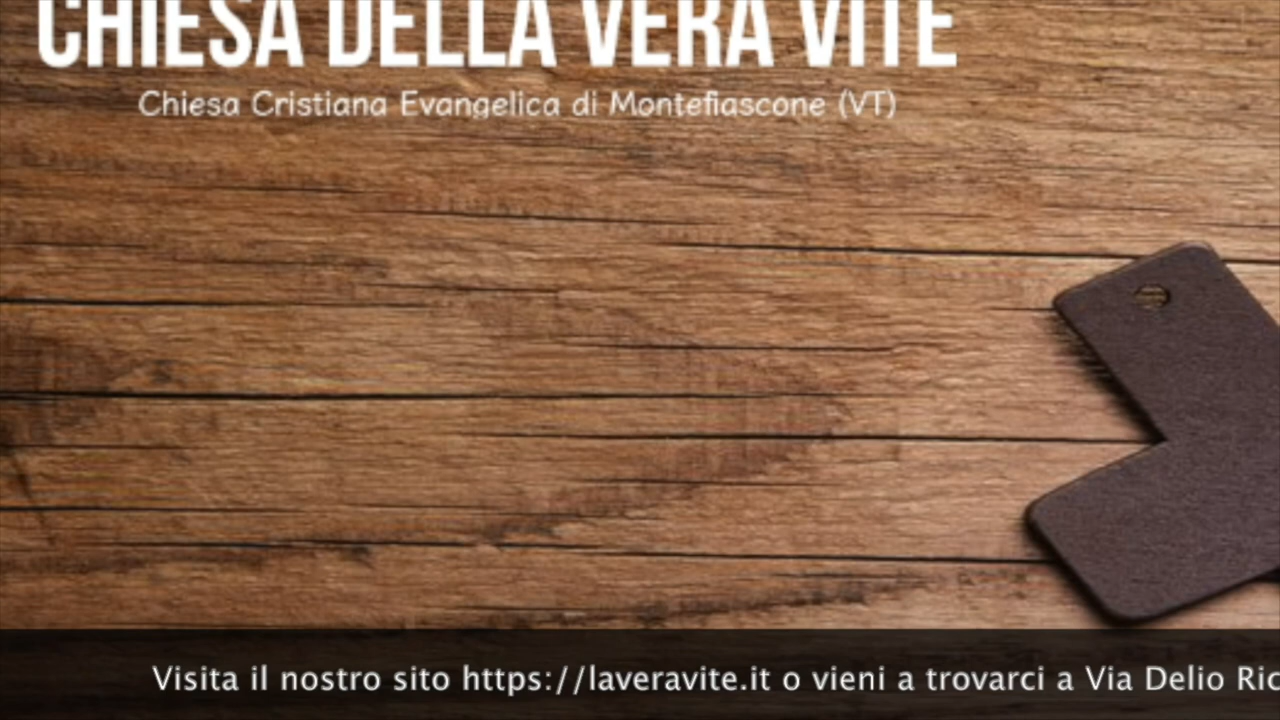 CHIESA DELLA VERA VITE
Chiesa Cristiana Evangelica di Montefiascone (VT)
Visita il nostro sito https://laveravite.it o vieni a trovarci a Via Delio